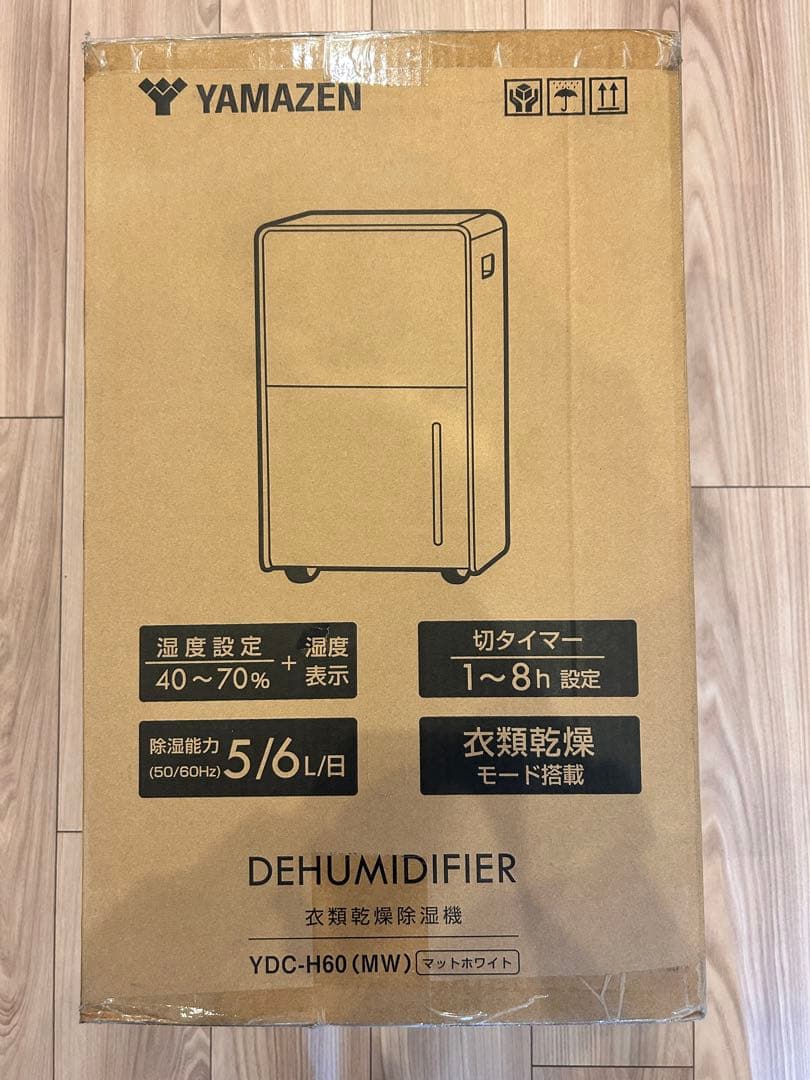 YAMAZEN
湿度設定
40～70%
+
湿度
表示
切タイマー
1～8h 設定
除湿能力
(50/60Hz)
5/6L/日
衣類乾燥
モード搭載
DEHUMIDIFIER
衣類乾燥除湿機
YDC-H60(MW) マットホワイト